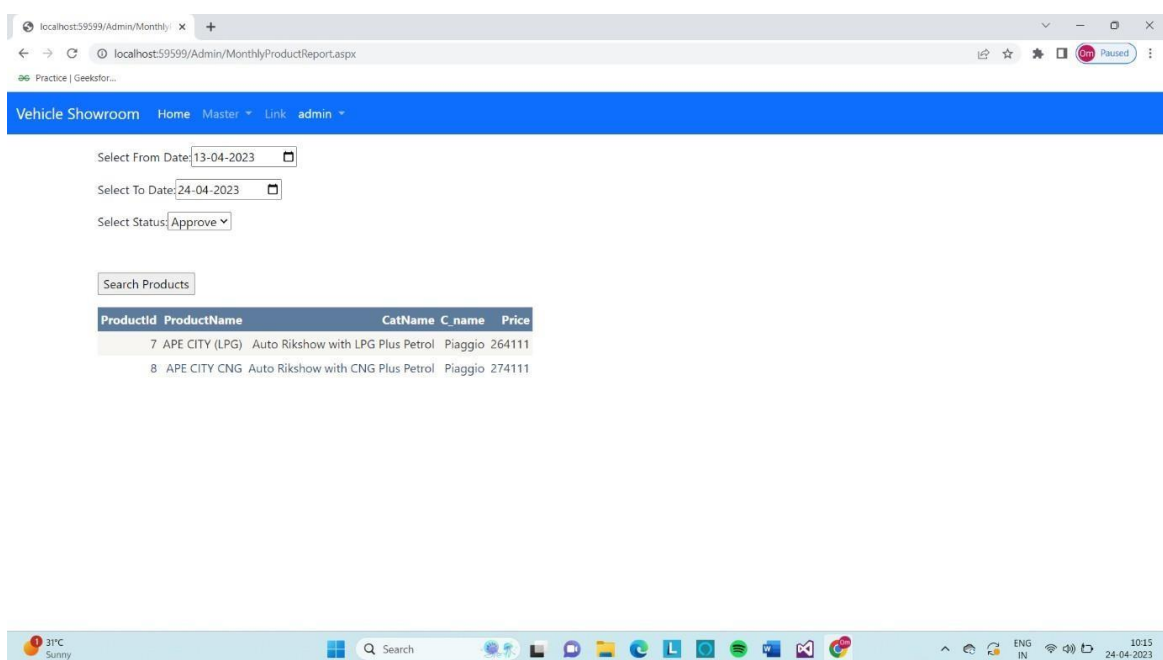 localhost:59599/Admin/Monthly
localhost:59599/Admin/MonthlyProductReport.aspx
Om Paused
Practice | Geeksfor...
Vehicle Showroom Home Master Link admin
Select From Date: 13-04-2023
Select To Date: 24-04-2023
Select Status: Approve
Search Products
ProductId ProductName CatName C_name Price
7 APE CITY (LPG) Auto Rikshow with LPG Plus Petrol Piaggio 264111
8 APE CITY CNG Auto Rikshow with CNG Plus Petrol Piaggio 274111
1 31°C Search ENG 10:15
Sunny IN 24-04-2023